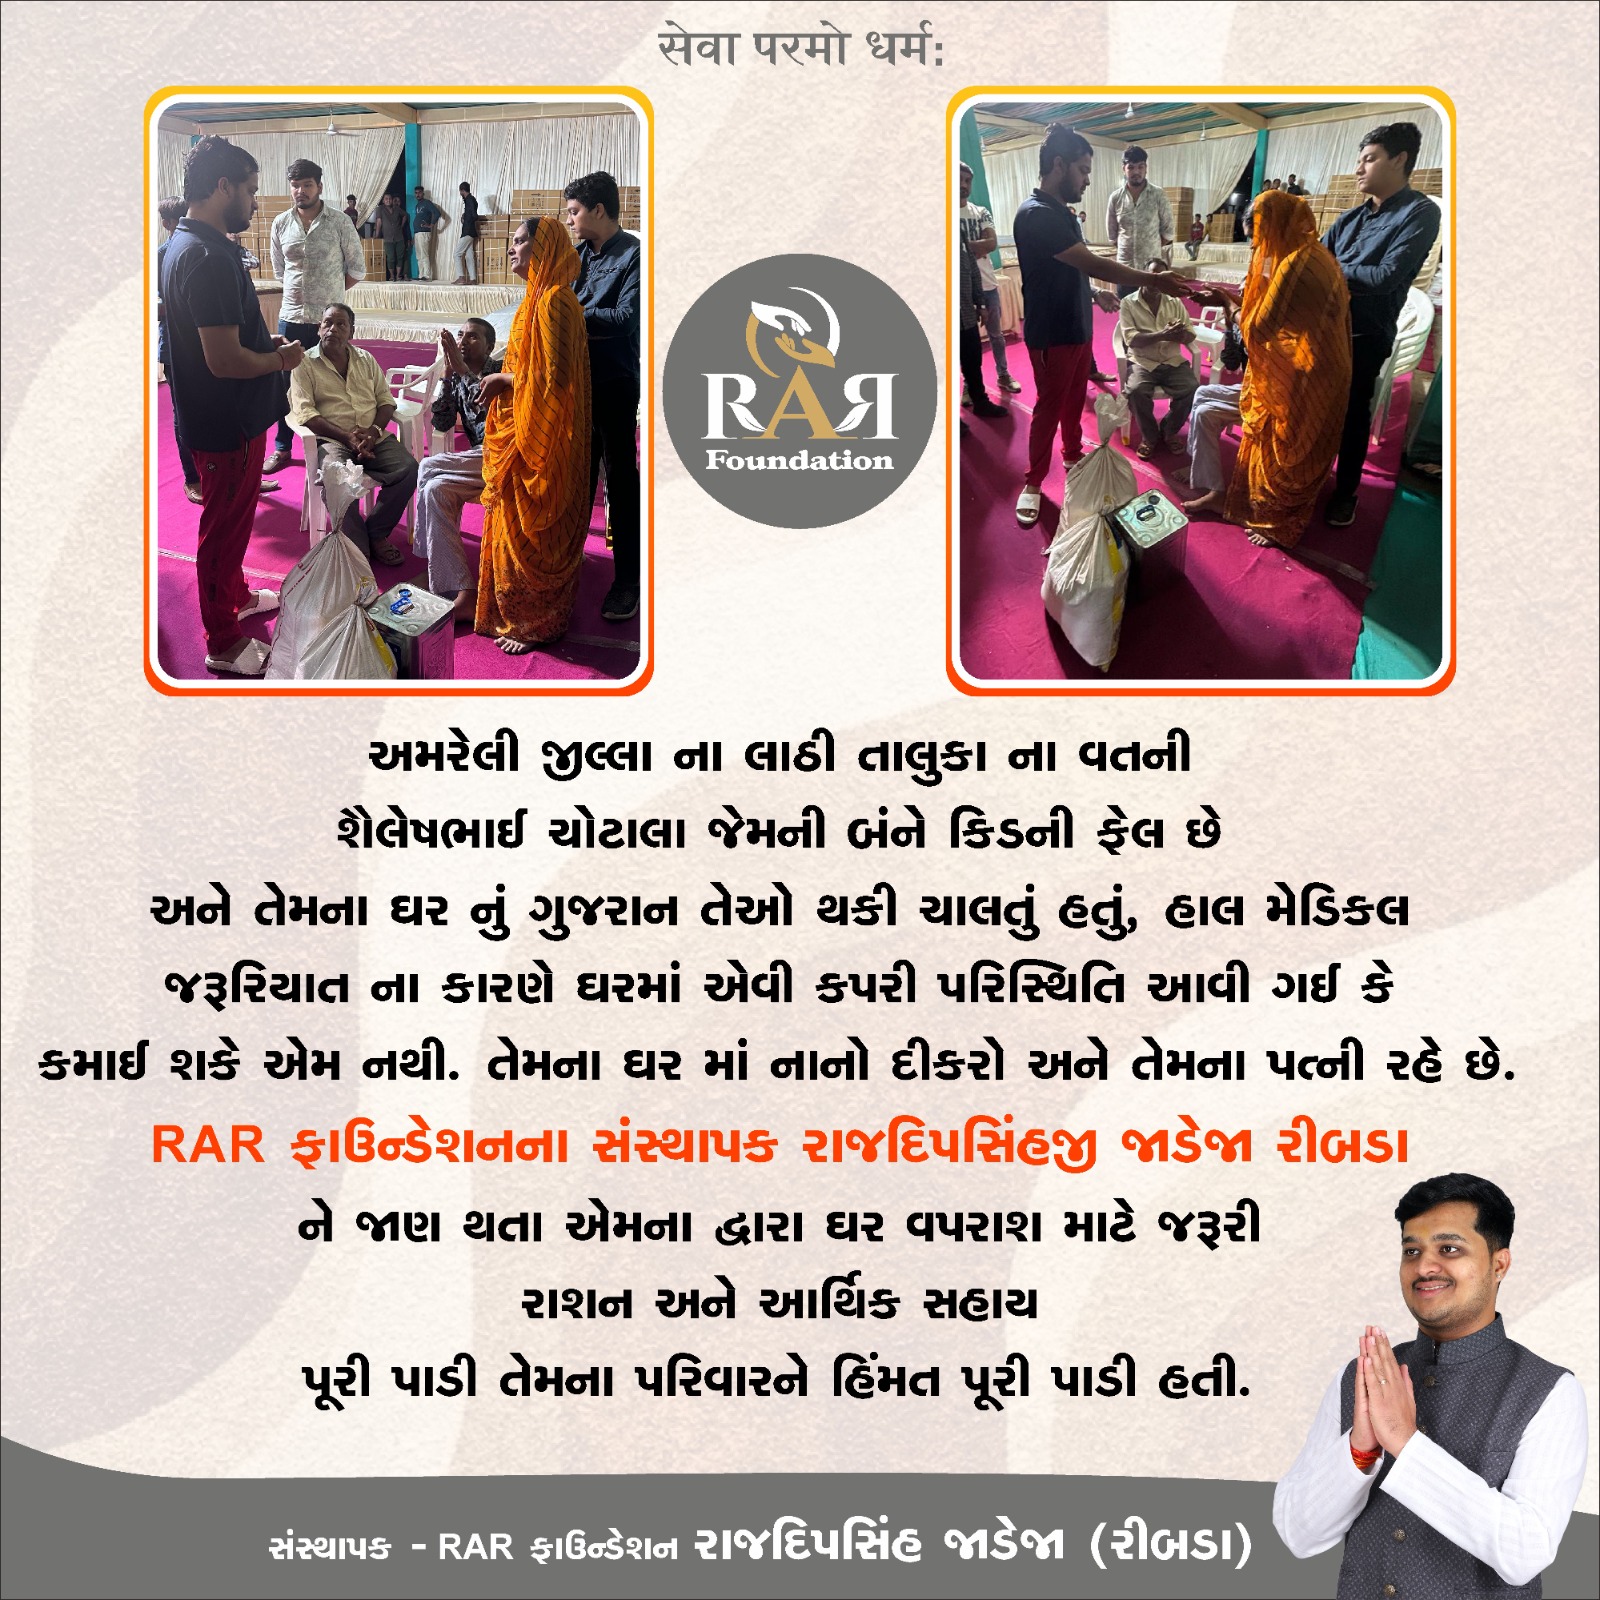 सेवा परमो धर्म:
RAR
Foundation
અમરેલી જીલ્લા ના લાઠી તાલુકા ના વતની
શૈલેષભાઈ ચોટાલા જેમની બંને કિડની ફેલ છે
અને તેમના ઘર નું ગુજરાન તેઓ થકી ચાલતું હતું, હાલ મેડિકલ
જરૂરિયાત ના કારણે ઘરમાં એવી કપરી પરિસ્થિતિ આવી ગઈ કે
કમાઈ શકે એમ નથી. તેમના ઘર માં નાનો દીકરો અને તેમના પત્ની રહે છે.
RAR ફાઉન્ડેશનના સંસ્થાપક રાજદિપસિંહજી જાડેજા રીબડા
ને જાણ થતા એમના દ્વારા ઘર વપરાશ માટે જરૂરી
રાશન અને આર્થિક સહાય
પૂરી પાડી તેમના પરિવારને હિંમત પૂરી પાડી હતી.
સંસ્થાપક - RAR ફાઉન્ડેશન રાજદિપસિંહ જાડેજા (રીબડા)